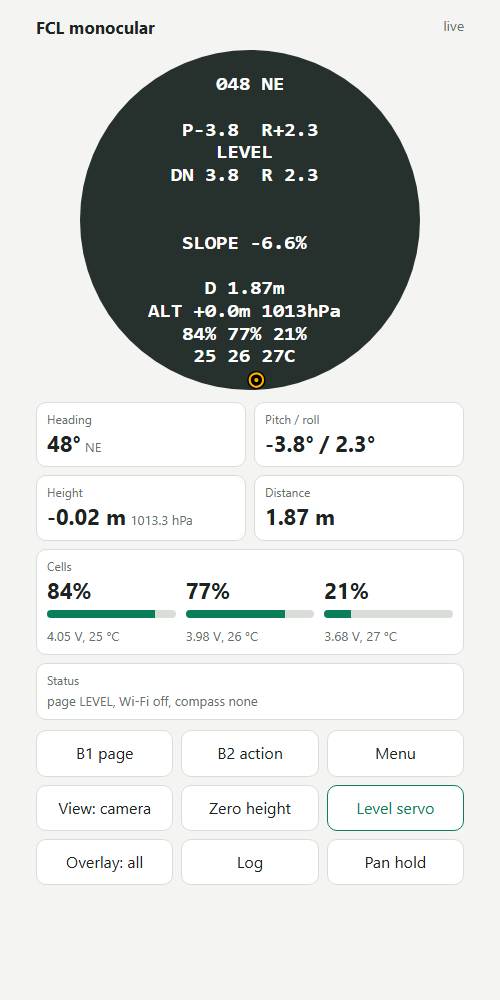 FCL monocular
live
048 NE
P-3.8  R+2.3
LEVEL
DN 3.8  R 2.3
SLOPE -6.6%
D 1.87m
ALT +0.0m 1013hPa
84% 77% 21%
25 26 27C
Heading
48° NE
Pitch / roll
-3.8° / 2.3°
Height
-0.02 m 1013.3 hPa
Distance
1.87 m
Cells
84% 77% 21%
4.05 V, 25 °C 3.98 V, 26 °C 3.68 V, 27 °C
Status
page LEVEL, Wi-Fi off, compass none
B1 page B2 action Menu
View: camera Zero height Level servo
Overlay: all Log Pan hold